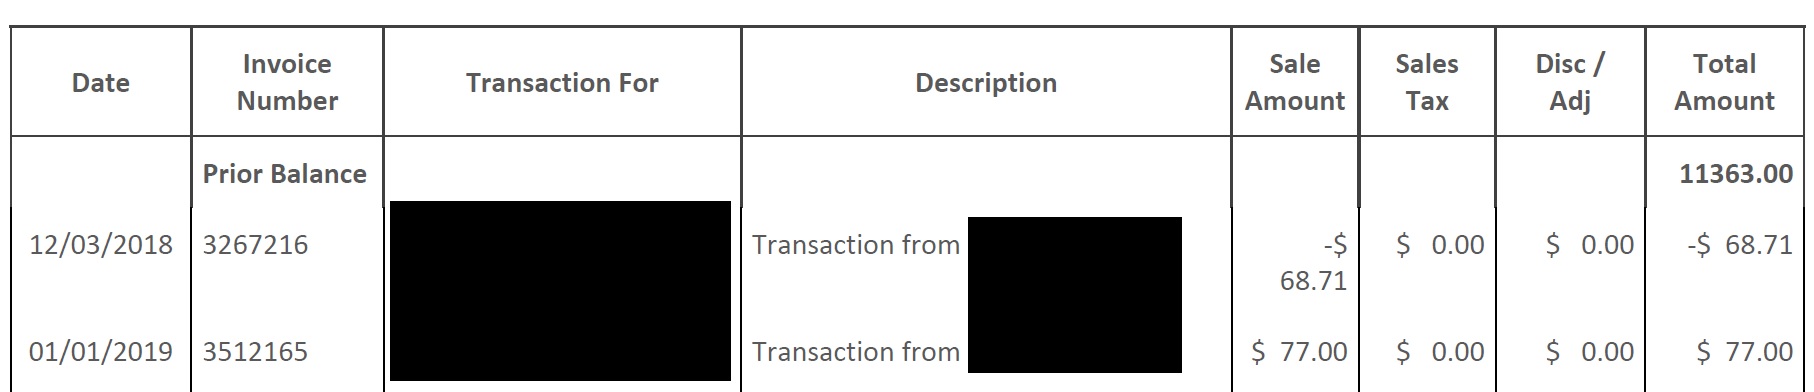 Date Invoice Number Transaction For Description Sale Amount Sales Tax Disc / Adj Total Amount
Prior Balance 11363.00
12/03/2018 3267216 Transaction from -$ 68.71 $ 0.00 $ 0.00 -$ 68.71
01/01/2019 3512165 Transaction from $ 77.00 $ 0.00 $ 0.00 $ 77.00